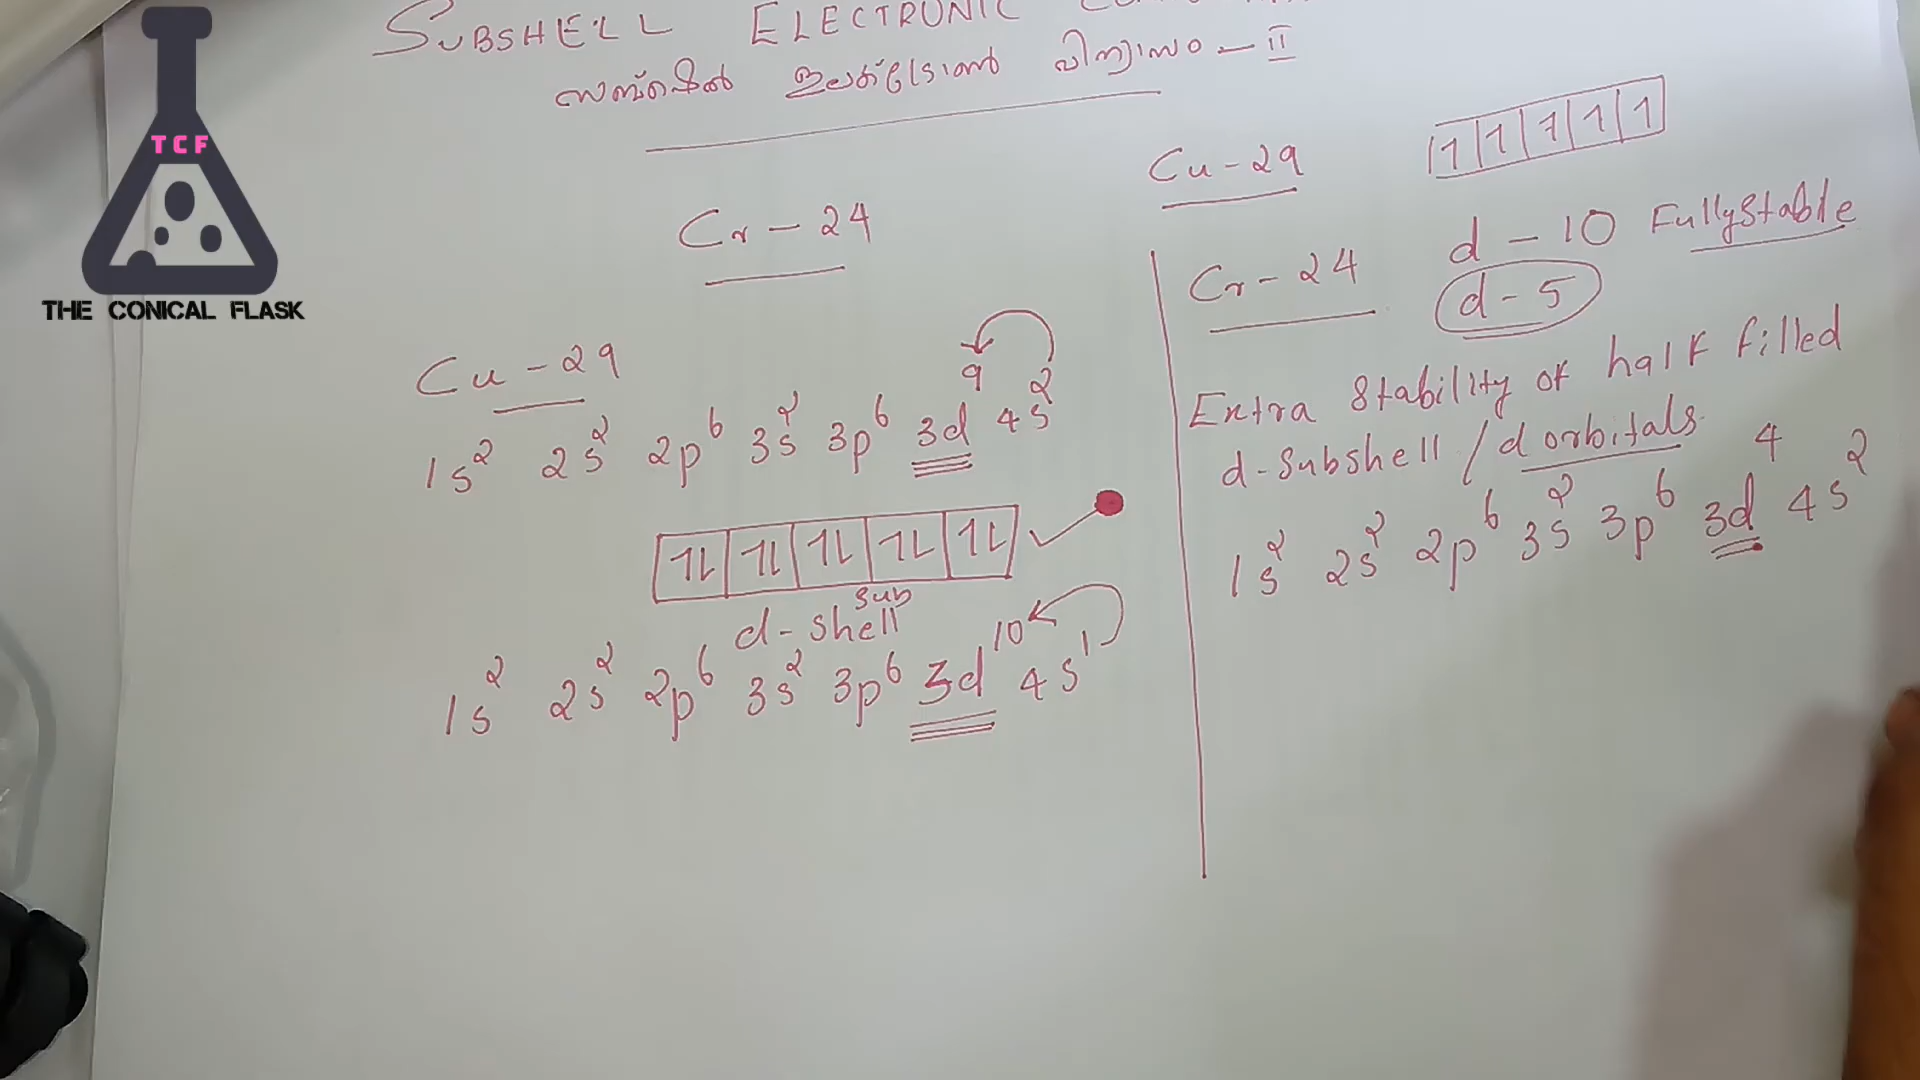 SUBSHELL ELECTRONIC
സബ്ഷെൽ ഇലക്ട്രോൺ വിന്യാസം — II
TCF
THE CONICAL FLASK
Cu - 29
1 1 1 1 1
Cr - 24
Cu - 29
1s² 2s² 2p⁶ 3s² 3p⁶ 3d⁹ 4s²
1L 1L 1L 1L 1L
sub
d - shell
1s² 2s² 2p⁶ 3s² 3p⁶ 3d¹⁰ 4s¹
Cr - 24
d - 10 Fully Stable
d - 5
Extra Stability of half filled
d-Subshell / d orbitals.
1s² 2s² 2p⁶ 3s² 3p⁶ 3d⁴ 4s²